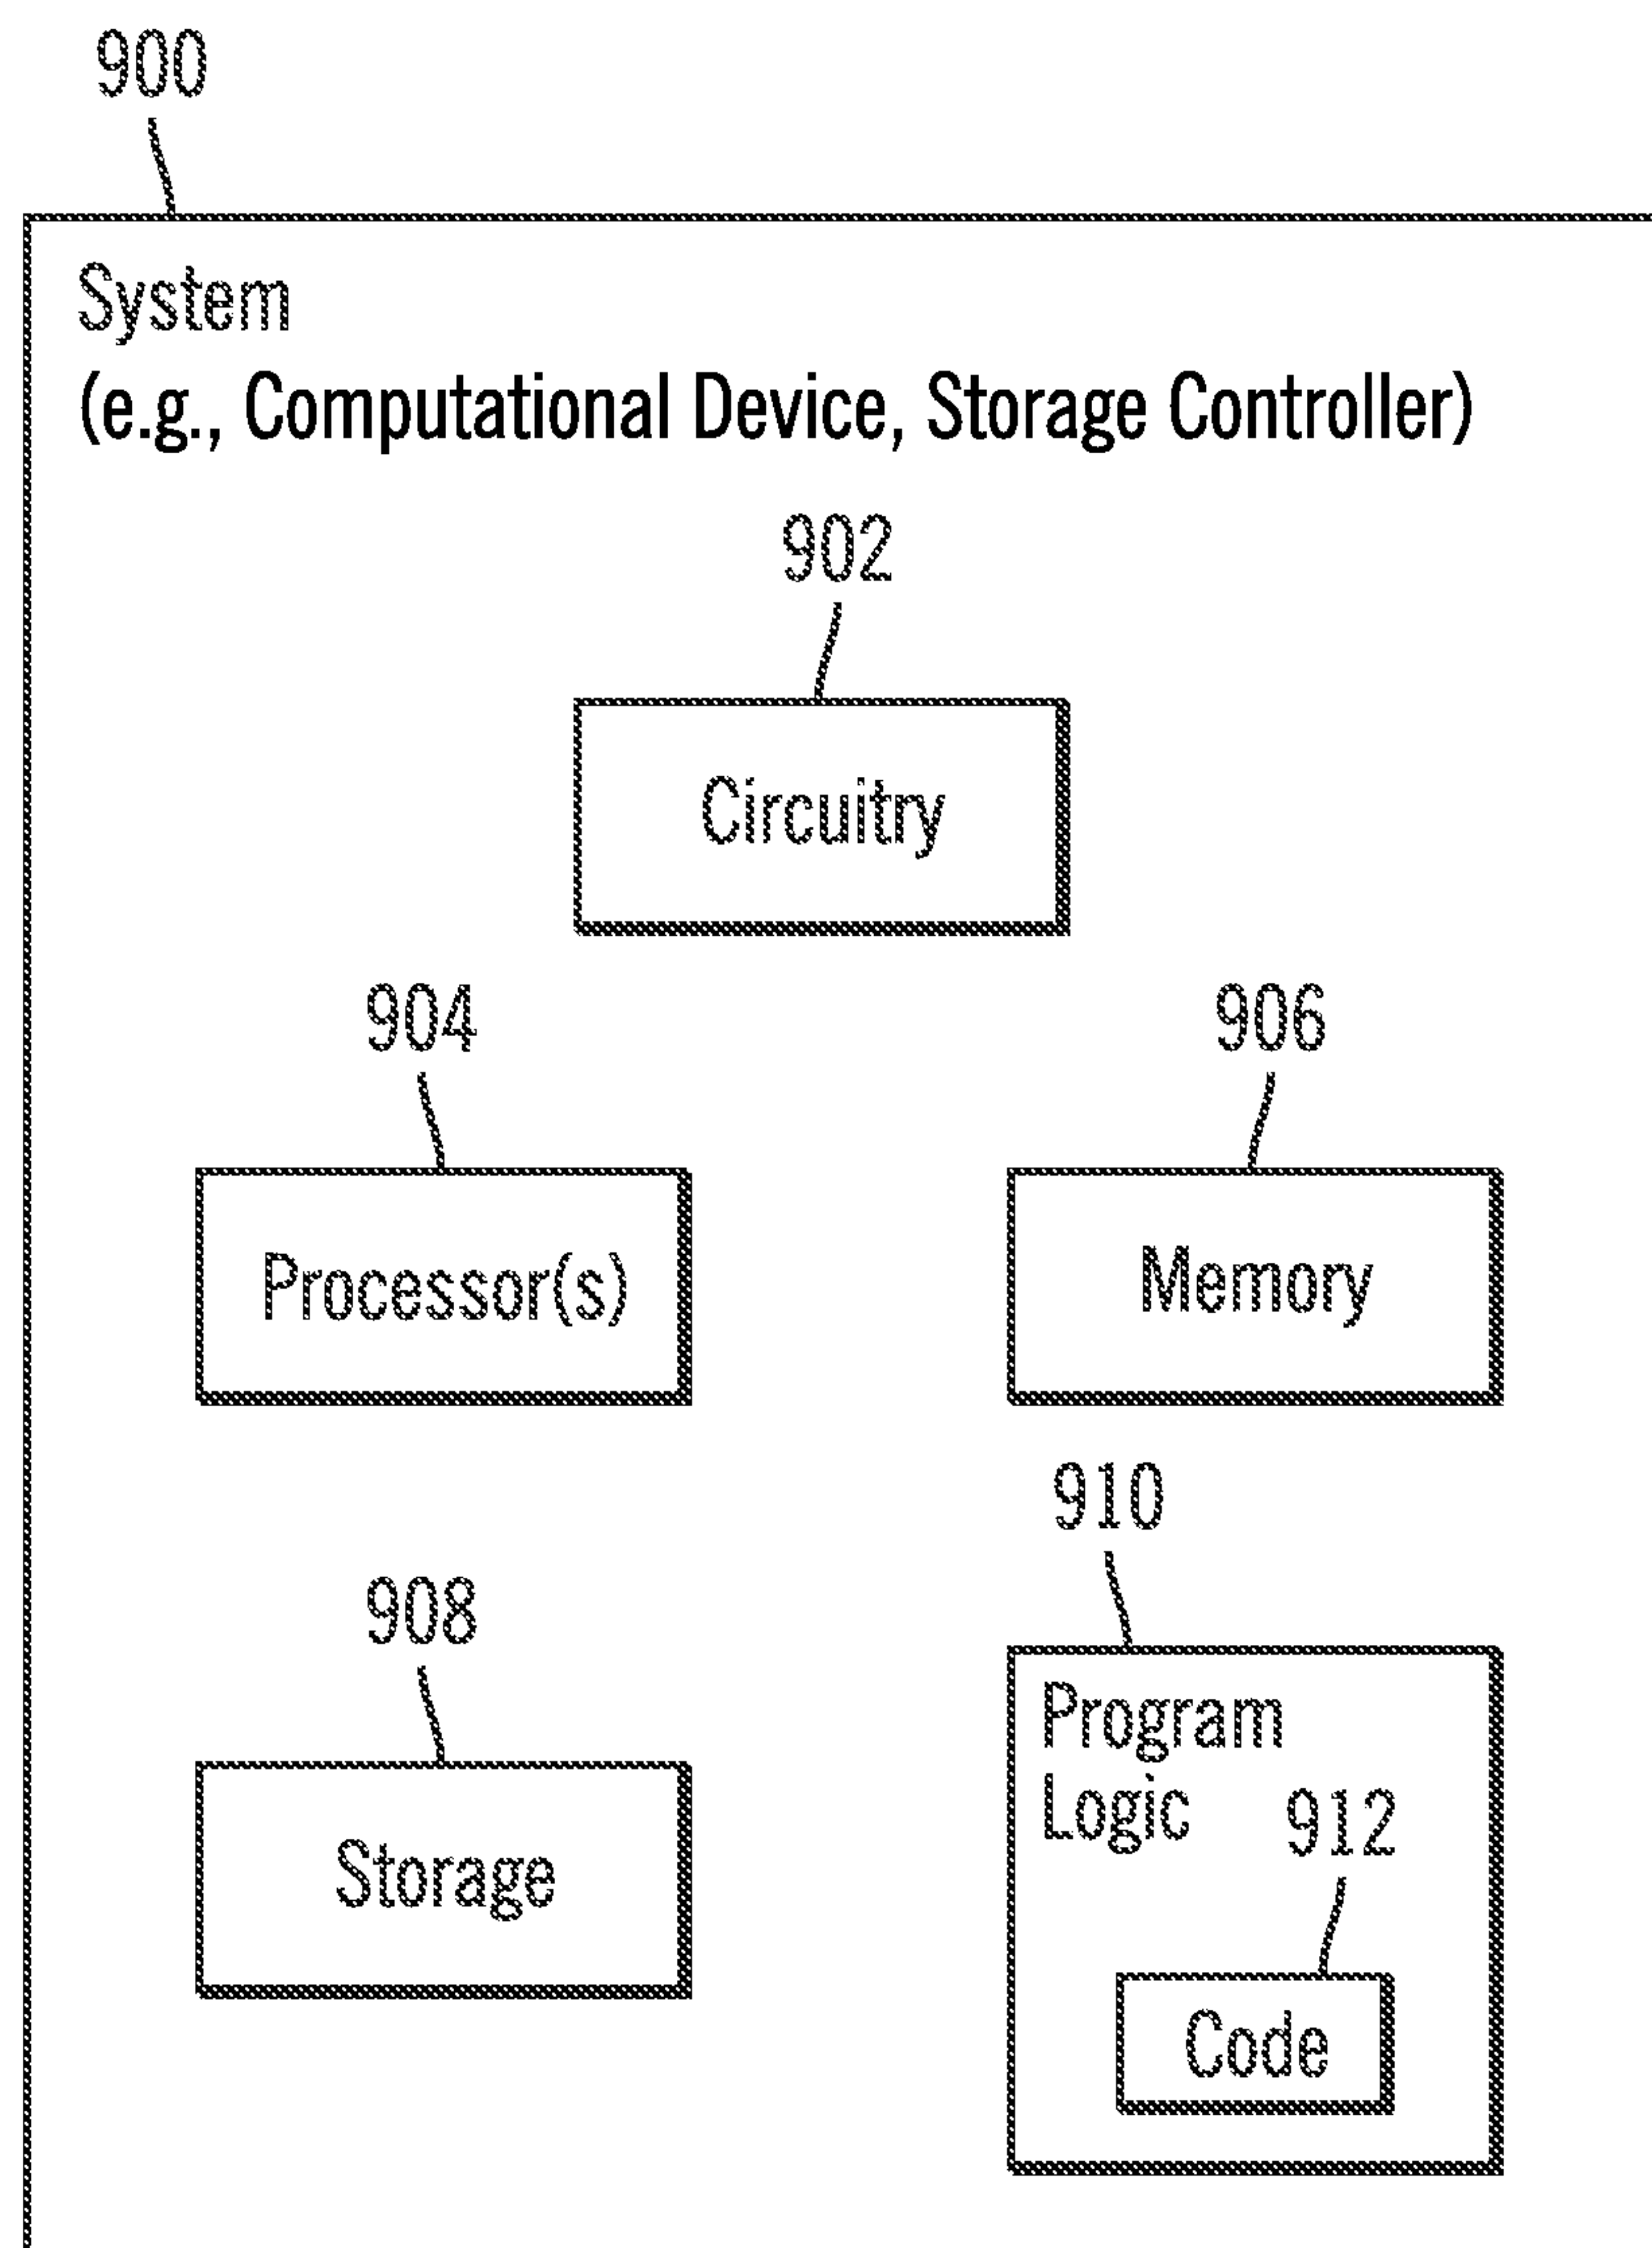 900
System
(e.g., Computational Device, Storage Controller)
902
Circuitry
904
906
Processor(s)
Memory
910
908
Program
Logic
912
Storage
Code